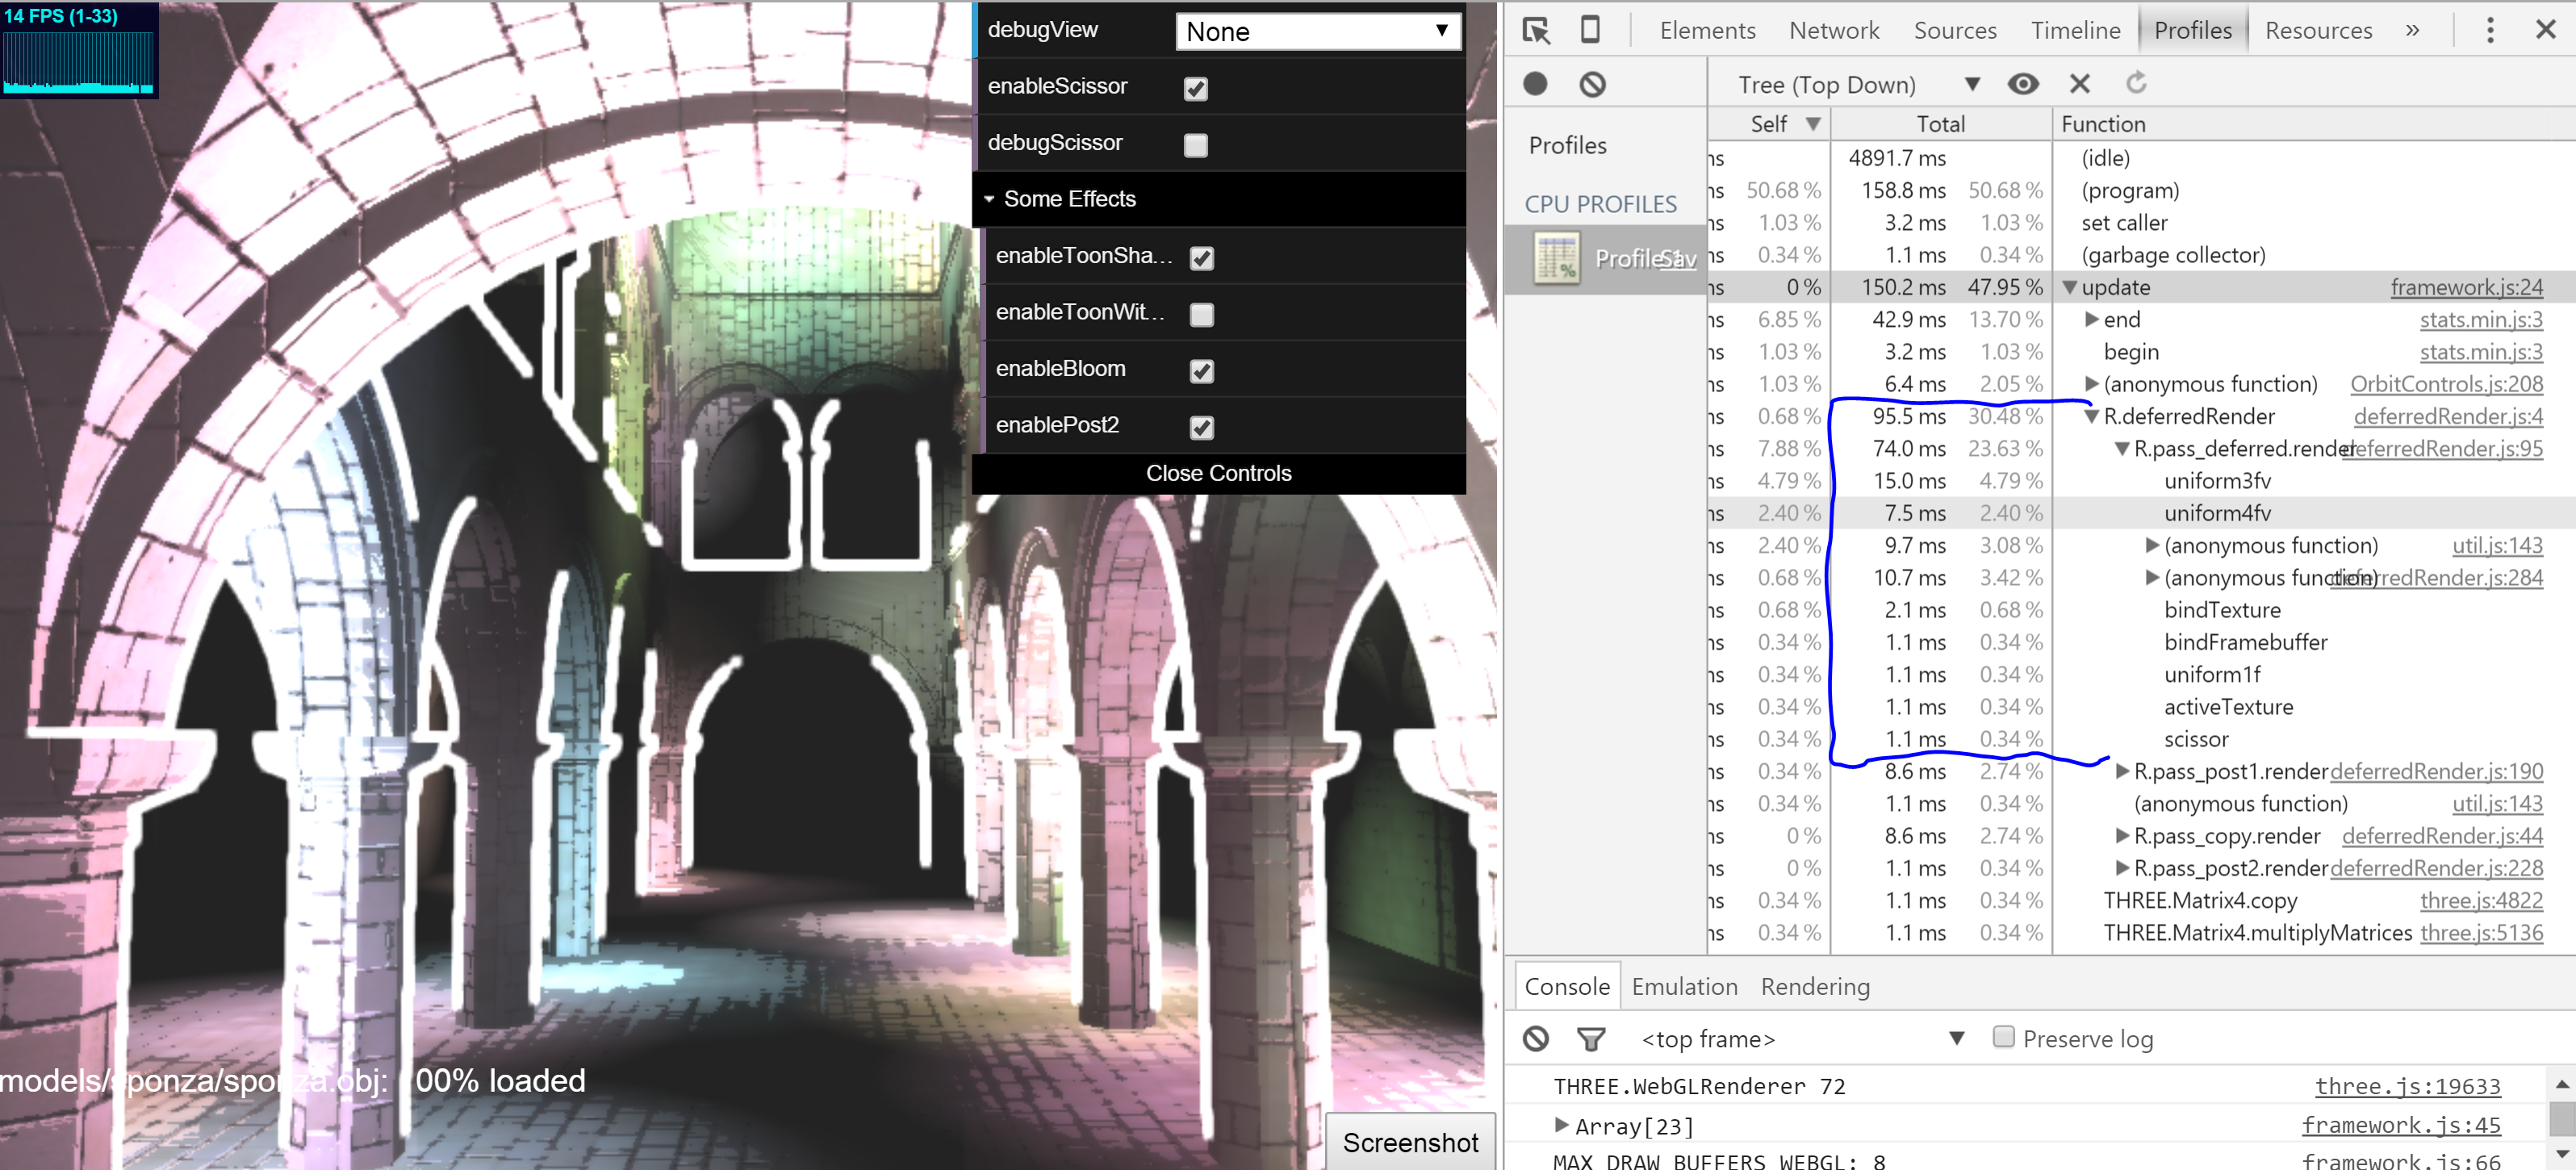 14 FPS (1-33)
debugView None
enableScissor
debugScissor
Some Effects
enableToonSha...
enableToonWit...
enableBloom
enablePost2
Close Controls
models/sponza/sponza.obj: 100% loaded
Screenshot
Elements Network Sources Timeline Profiles Resources »
Tree (Top Down)
Profiles
CPU PROFILES
Profile 1 Sav
Self Total Function
ns 4891.7 ms (idle)
ns 50.68 % 158.8 ms 50.68 % (program)
ns 1.03 % 3.2 ms 1.03 % set caller
ns 0.34 % 1.1 ms 0.34 % (garbage collector)
ns 0 % 150.2 ms 47.95 % update framework.js:24
ns 6.85 % 42.9 ms 13.70 % end stats.min.js:3
ns 1.03 % 3.2 ms 1.03 % begin stats.min.js:3
ns 1.03 % 6.4 ms 2.05 % (anonymous function) OrbitControls.js:208
ns 0.68 % 95.5 ms 30.48 % R.deferredRender deferredRender.js:4
ns 7.88 % 74.0 ms 23.63 % R.pass_deferred.render deferredRender.js:95
ns 4.79 % 15.0 ms 4.79 % uniform3fv
ns 2.40 % 7.5 ms 2.40 % uniform4fv
ns 2.40 % 9.7 ms 3.08 % (anonymous function) util.js:143
ns 0.68 % 10.7 ms 3.42 % (anonymous function) deferredRender.js:284
ns 0.68 % 2.1 ms 0.68 % bindTexture
ns 0.34 % 1.1 ms 0.34 % bindFramebuffer
ns 0.34 % 1.1 ms 0.34 % uniform1f
ns 0.34 % 1.1 ms 0.34 % activeTexture
ns 0.34 % 1.1 ms 0.34 % scissor
ns 0.34 % 8.6 ms 2.74 % R.pass_post1.render deferredRender.js:190
ns 0.34 % 1.1 ms 0.34 % (anonymous function) util.js:143
ns 0 % 8.6 ms 2.74 % R.pass_copy.render deferredRender.js:44
ns 0 % 1.1 ms 0.34 % R.pass_post2.render deferredRender.js:228
ns 0.34 % 1.1 ms 0.34 % THREE.Matrix4.copy three.js:4822
ns 0.34 % 1.1 ms 0.34 % THREE.Matrix4.multiplyMatrices three.js:5136
Console Emulation Rendering
<top frame> Preserve log
THREE.WebGLRenderer 72 three.js:19633
Array[23] framework.js:45
MAX_DRAW_BUFFERS_WEBGL: 8 framework.js:66